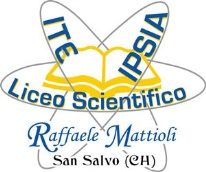 ITE IPSIA
Liceo Scientifico
Raffaele Mattioli
San Salvo (CH)